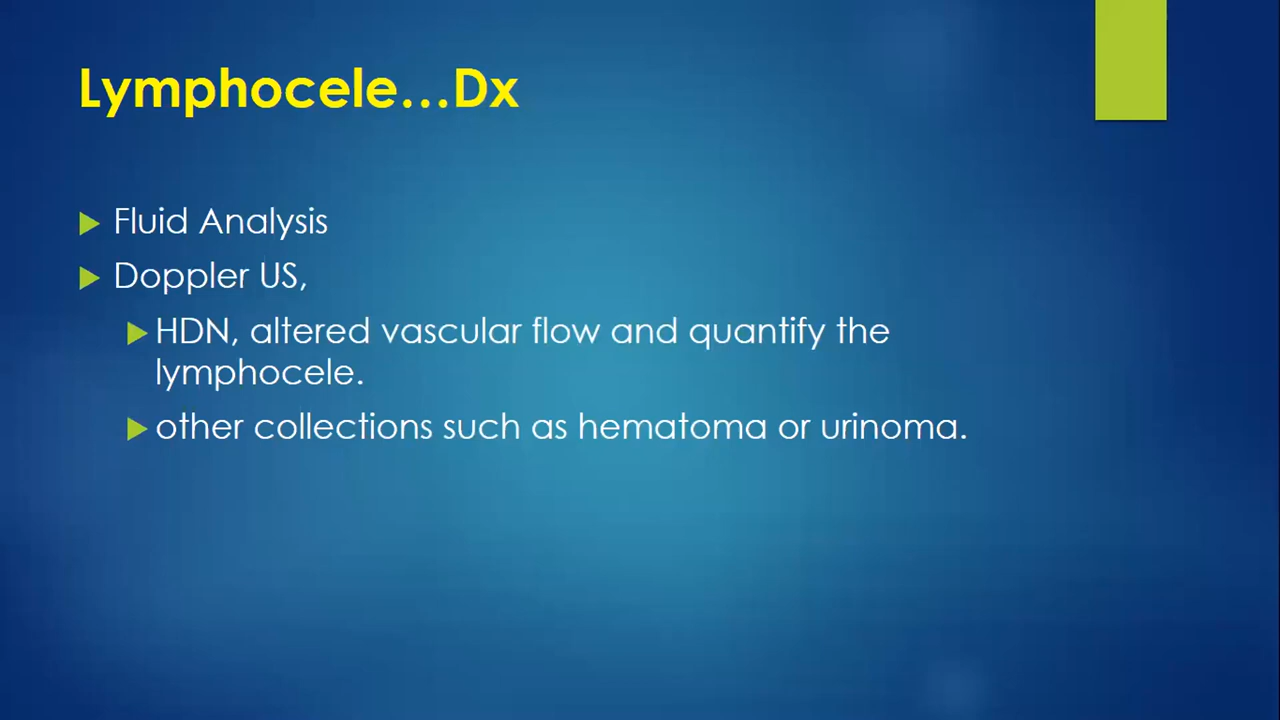 Lymphocele...Dx
Fluid Analysis
Doppler US,
HDN, altered vascular flow and quantify the
lymphocele.
other collections such as hematoma or urinoma.